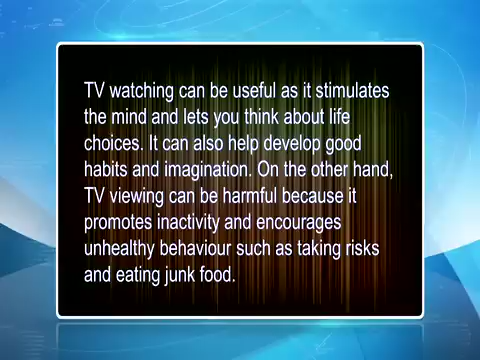 TV watching can be useful as it stimulates
the mind and lets you think about life
choices. It can also help develop good
habits and imagination. On the other hand,
TV viewing can be harmful because it
promotes inactivity and encourages
unhealthy behaviour such as taking risks
and eating junk food.